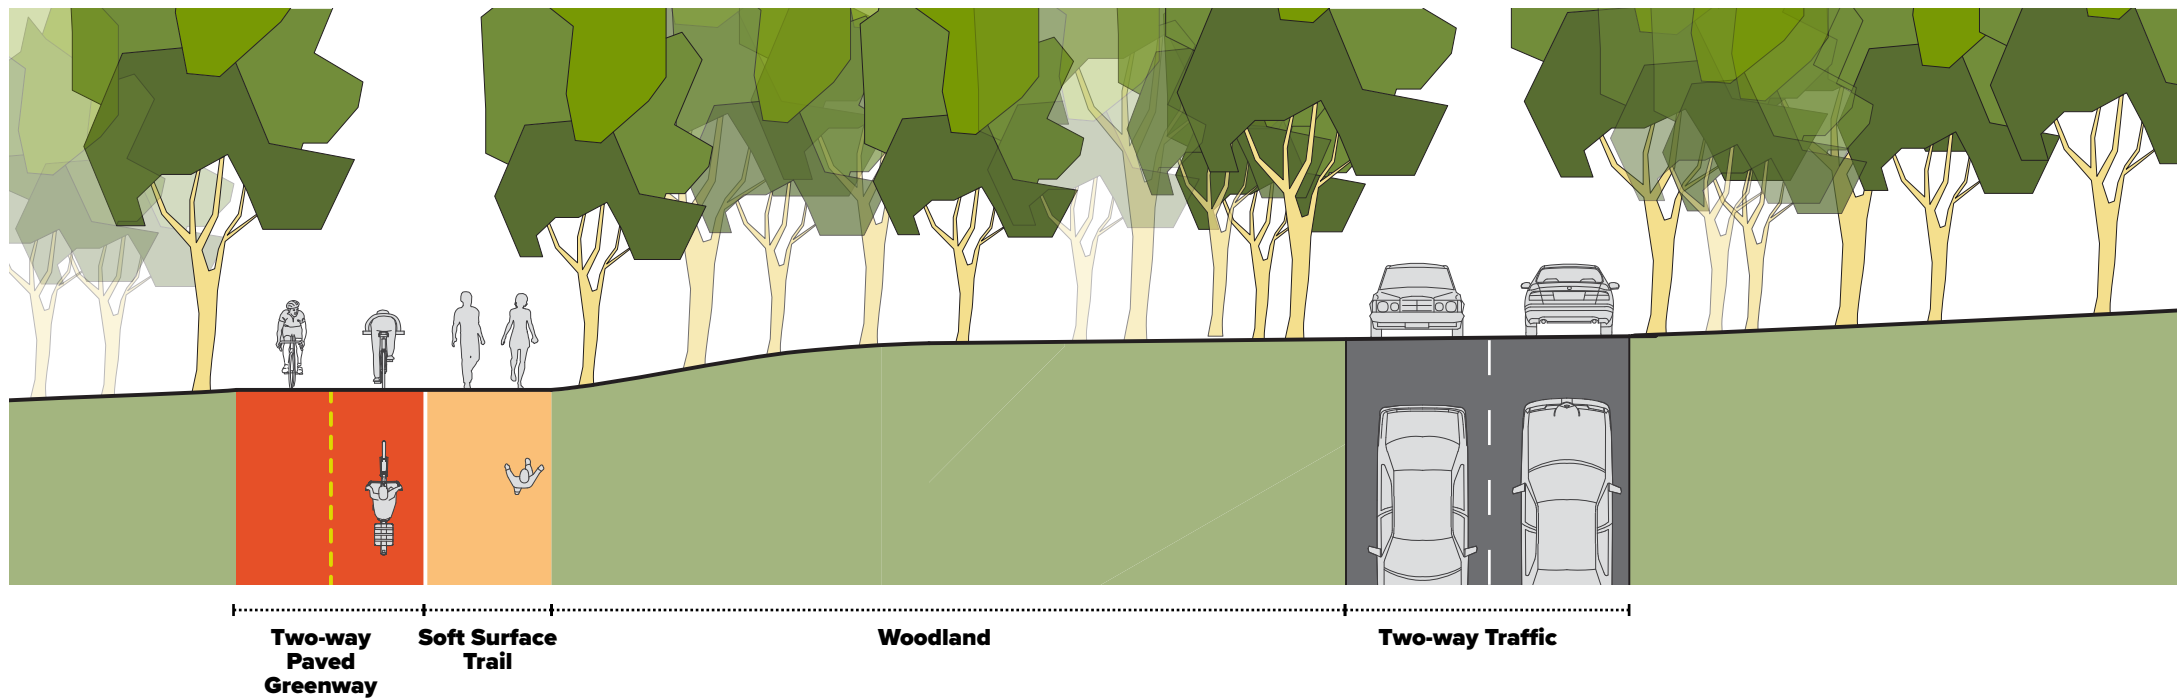 Two-way
Paved
Greenway
Soft Surface
Trail
Woodland
Two-way Traffic